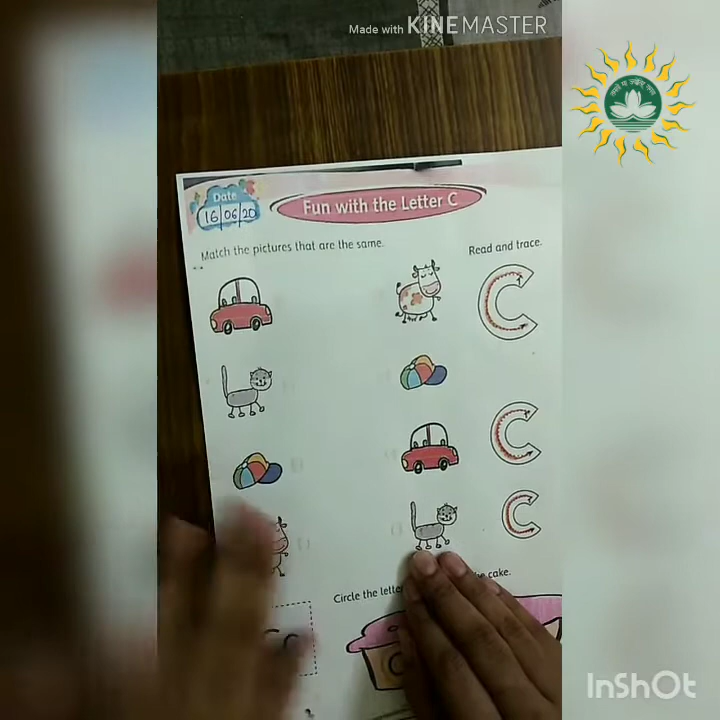 Made with KINEMASTER
Date
16 06 20
Fun with the Letter C
Match the pictures that are the same.
Read and trace.
C
C
C
Circle the
cake.
C
InShOt